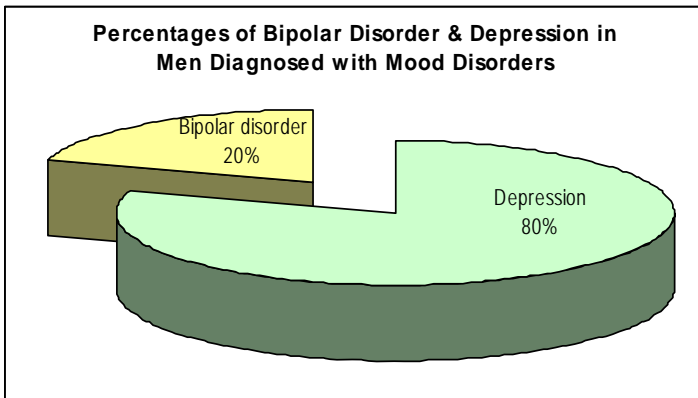 Percentages of Bipolar Disorder & Depression in
Men Diagnosed with Mood Disorders
Bipolar disorder
20%
Depression
80%